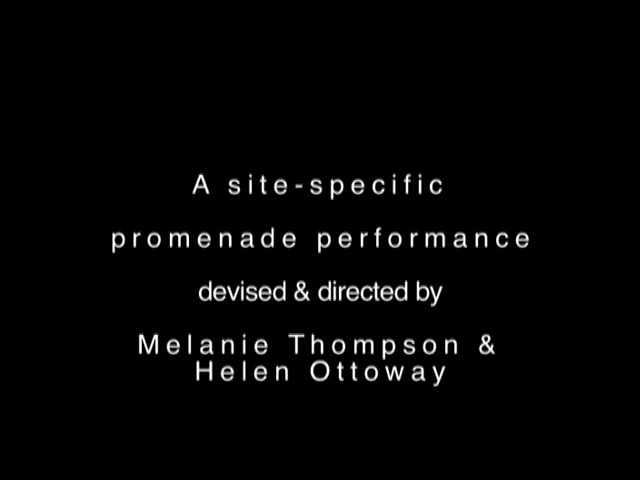 A site-specific
promenade performance
devised & directed by
Melanie Thompson &
Helen Ottoway